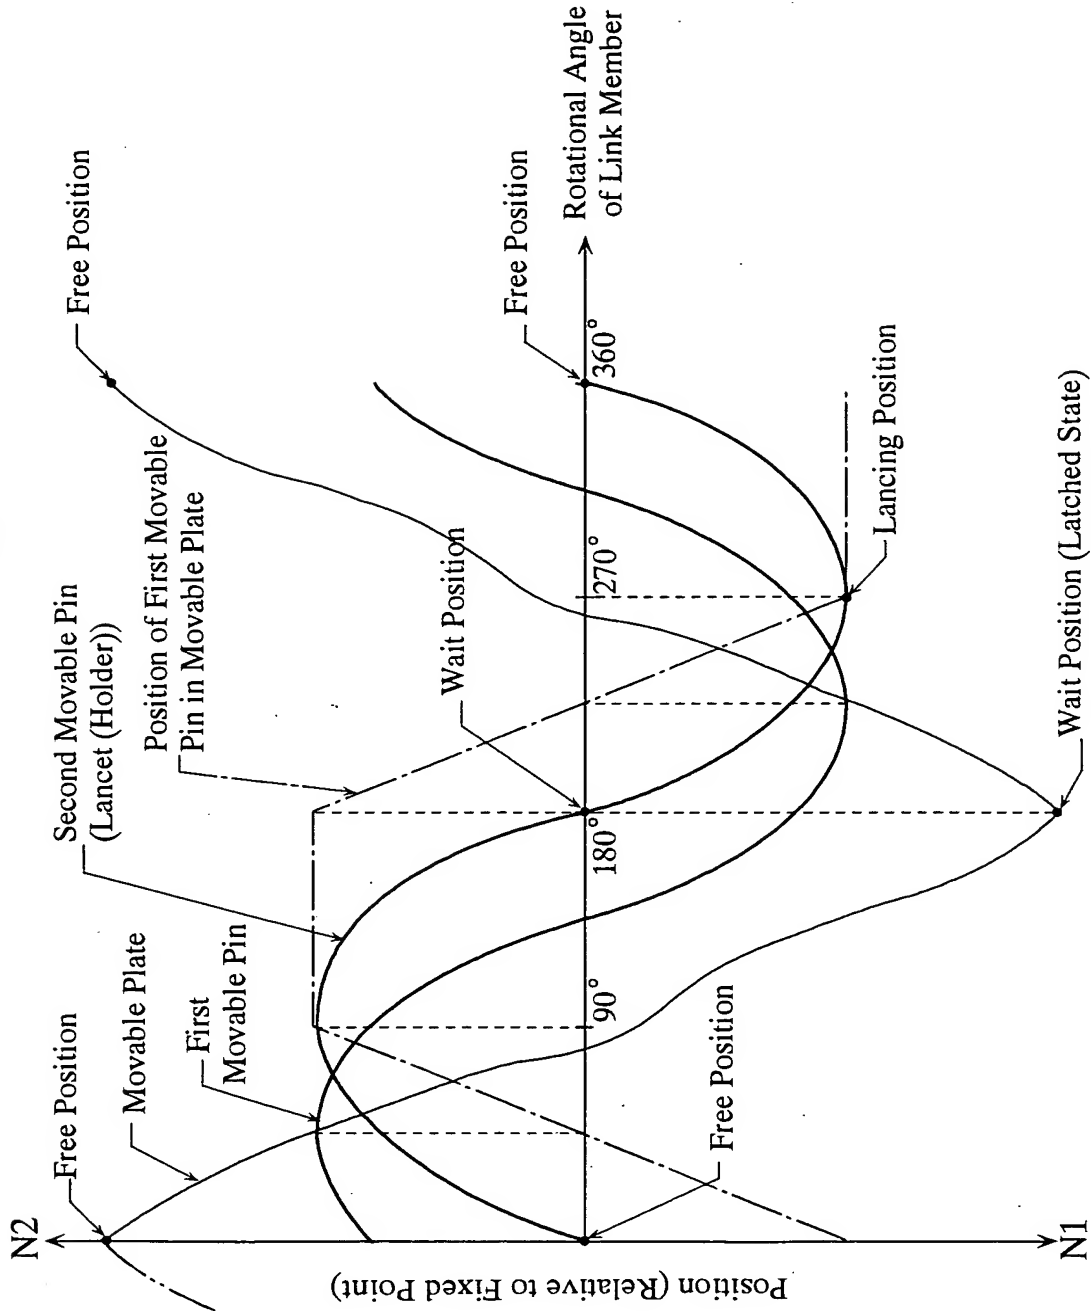 N2
N1
Position (Relative to Fixed Point)
Free Position
Movable Plate
First
Movable Pin
Second Movable Pin
(Lancet (Holder))
Position of First Movable
Pin in Movable Plate
Wait Position
Free Position
Free Position
Rotational Angle
of Link Member
90°
180°
270°
360°
Free Position
Lancing Position
Wait Position (Latched State)